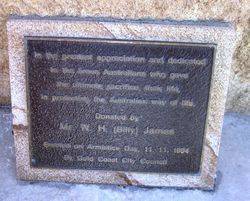 In the greatest appreciation and dedicated
to the brave Australians who gave
the ultimate sacrifice, their life,
in protecting the Australian way of life.
Donated by
Mr. W. H. (Billy) James
on Armistice Day, 11. 11. 1994
By Gold Coast City Council